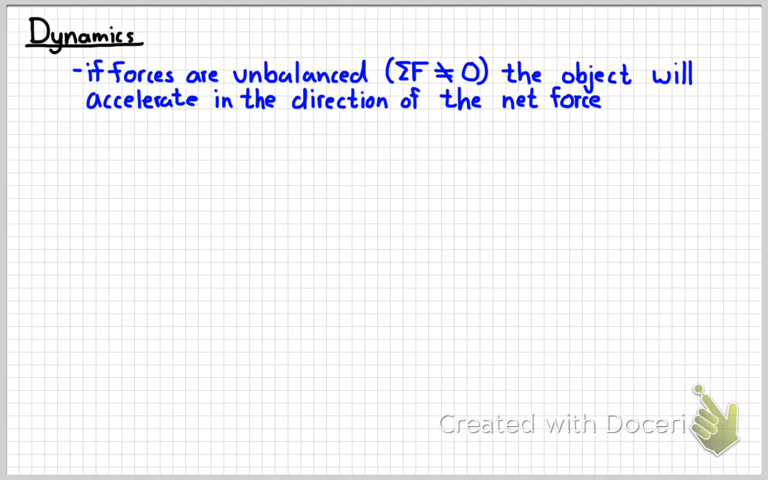 Dynamics
-if forces are unbalanced (ΣF ≠ 0) the object will
accelerate in the direction of the net force
Created with Doceri